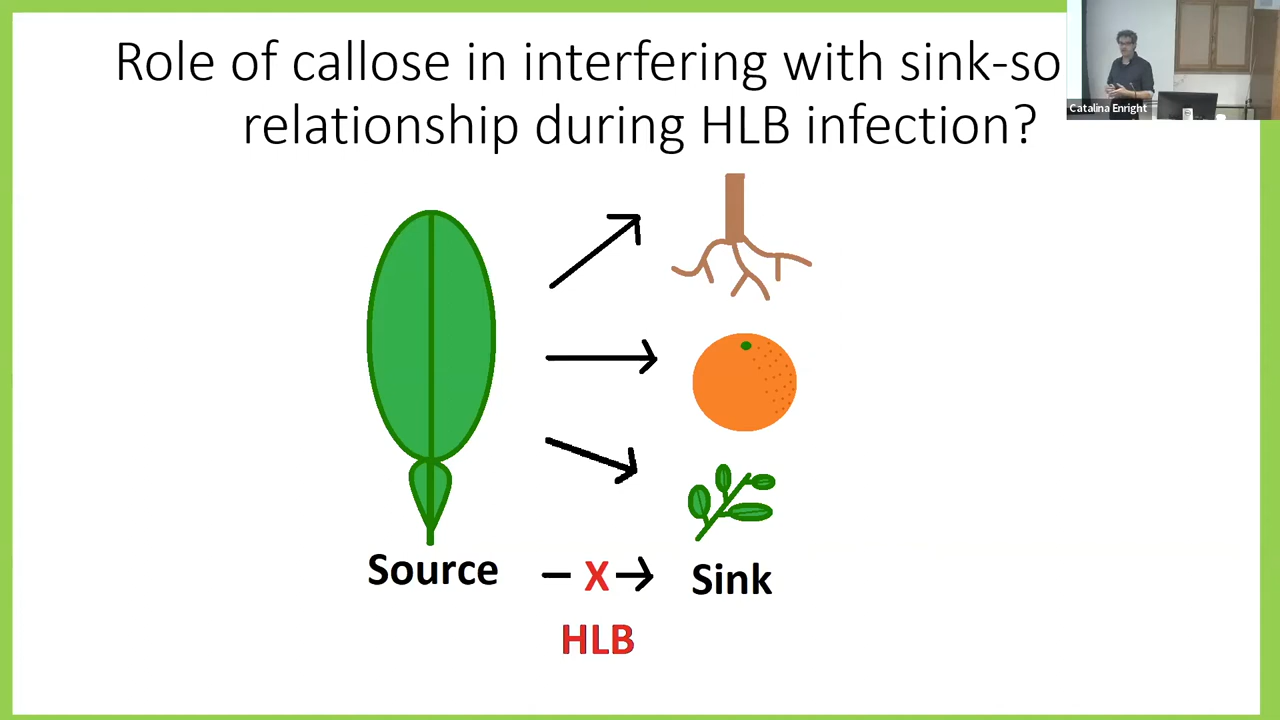 Role of callose in interfering with sink-so
relationship during HLB infection?
Catalina Enright
Source
X
Sink
HLB